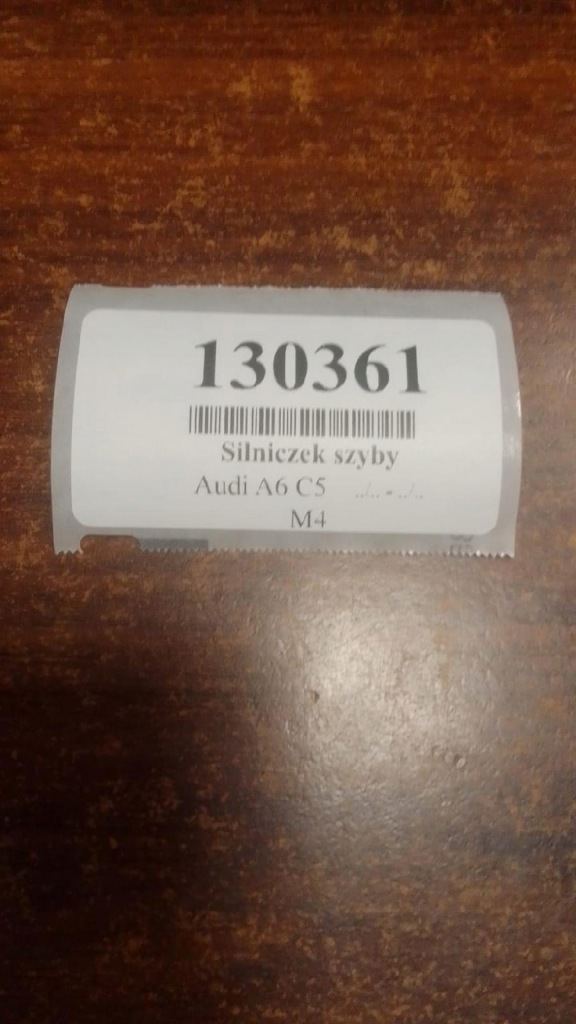 130361
Silniczek szyby
Audi A6 C5 ../.. - ../..
M4